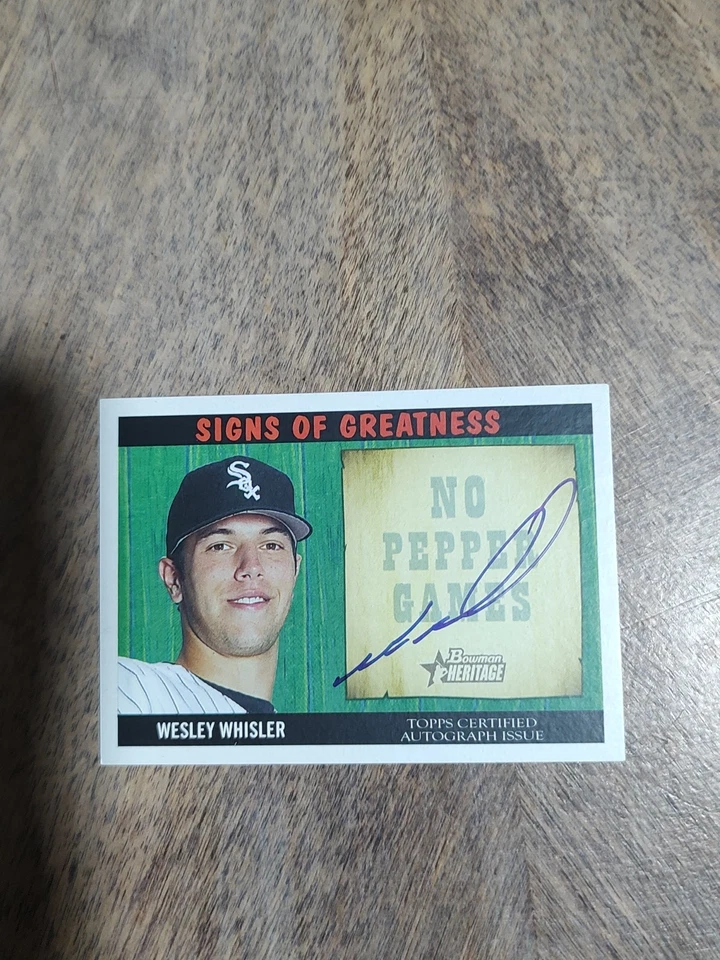 SIGNS OF GREATNESS
Sox
NO
PEPPER
GAMES
Bowman
HERITAGE
WESLEY WHISLER
TOPPS CERTIFIED
AUTOGRAPH ISSUE